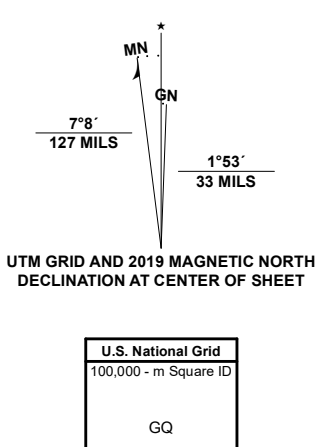 ★
MN
GN
7°8´
127 MILS
1°53´
33 MILS
UTM GRID AND 2019 MAGNETIC NORTH
DECLINATION AT CENTER OF SHEET
U.S. National Grid
100,000 - m Square ID
GQ